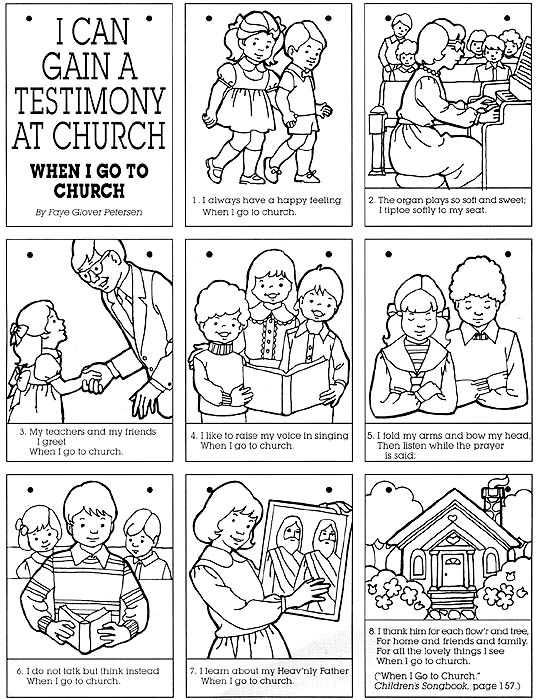 I CAN
GAIN A
TESTIMONY
AT CHURCH
WHEN I GO TO
CHURCH
By Faye Glover Petersen
1. I always have a happy feeling
When I go to church.
2. The organ plays so soft and sweet;
I tiptoe softly to my seat.
3. My teachers and my friends
I greet
When I go to church.
4. I like to raise my voice in singing
When I go to church.
5. I fold my arms and bow my head,
Then listen while the prayer
is said;
6. I do not talk but think instead
When I go to church.
7. I learn about my Heav'nly Father
When I go to church.
8. I thank him for each flow'r and tree,
For home and friends and family,
For all the lovely things I see
When I go to church.
("When I Go to Church,"
Children's Songbook, page 157.)